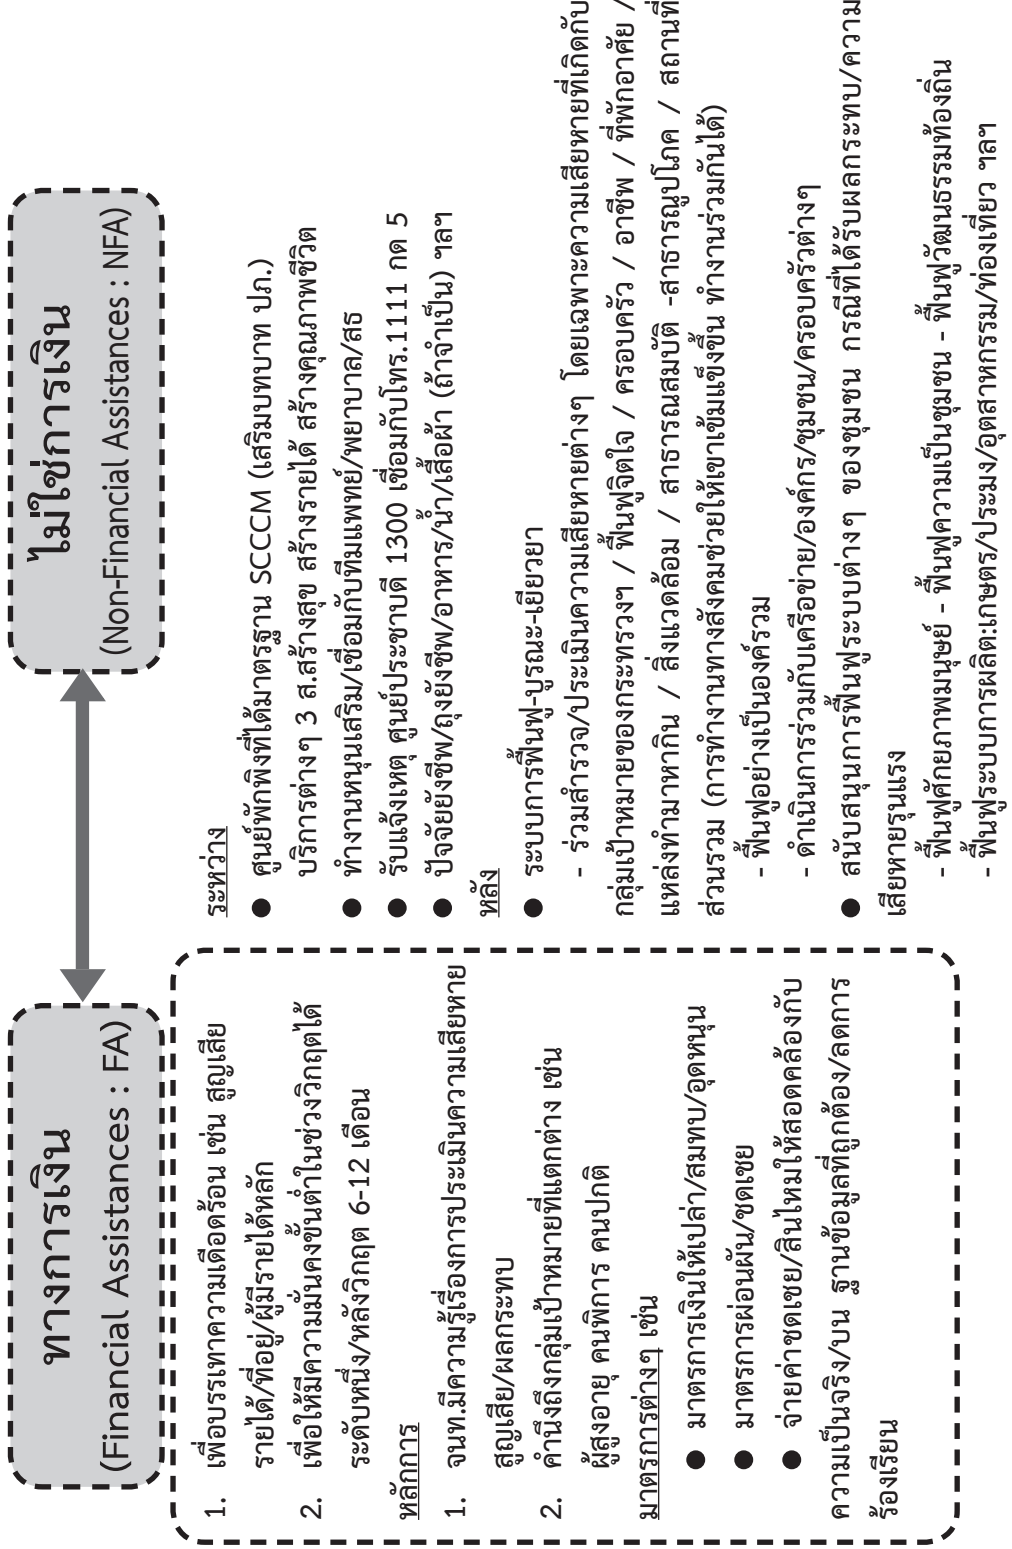 ทางการเงิน
(Financial Assistances : FA)
1. เพื่อบรรเทาความเดือดร้อน เช่น สูญเสีย
รายได้/ที่อยู่/ผู้มีรายได้หลัก
2. เพื่อให้มีความมั่นคงขั้นต่ำในช่วงวิกฤตได้
ระดับหนึ่ง/หลังวิกฤต 6-12 เดือน
หลักการ
1. จนท.มีความรู้เรื่องการประเมินความเสียหาย
สูญเสีย/ผลกระทบ
2. คำนึงถึงกลุ่มเป้าหมายที่แตกต่าง เช่น
ผู้สูงอายุ คนพิการ คนปกติ
มาตรการต่างๆ เช่น
● มาตรการเงินให้เปล่า/สมทบ/อุดหนุน
● มาตรการผ่อนผัน/ชดเชย
● จ่ายค่าชดเชย/สินไหมให้สอดคล้องกับ
ความเป็นจริง/บน ฐานข้อมูลที่ถูกต้อง/ลดการ
ร้องเรียน
ไม่ใช่การเงิน
(Non-Financial Assistances : NFA)
ระหว่าง
● ศูนย์พักพิงที่ได้มาตรฐาน SCCCM (เสริมบทบาท ปภ.)
บริการต่างๆ 3 ส.สร้างสุข สร้างรายได้ สร้างคุณภาพชีวิต
● ทำงานหนุนเสริม/เชื่อมกับทีมแพทย์/พยาบาล/สธ
● รับแจ้งเหตุ ศูนย์ประชาบดี 1300 เชื่อมกับโทร.1111 กด 5
● ปัจจัยยังชีพ/ถุงยังชีพ/อาหาร/น้ำ/เสื้อผ้า (ถ้าจำเป็น) ฯลฯ
หลัง
● ระบบการฟื้นฟู-บูรณะ-เยียวยา
- ร่วมสำรวจ/ประเมินความเสียหายต่างๆ โดยเฉพาะความเสียหายที่เกิดกับ
กลุ่มเป้าหมายของกระทรวงฯ / ฟื้นฟูจิตใจ / ครอบครัว / อาชีพ / ที่พักอาศัย /
แหล่งทำมาหากิน / สิ่งแวดล้อม / สาธารณสมบัติ -สาธารณูปโภค / สถานที่
ส่วนรวม (การทำงานทางสังคมช่วยให้เขาเข้มแข็งขึ้น ทำงานร่วมกันได้)
- ฟื้นฟูอย่างเป็นองค์รวม
- ดำเนินการร่วมกับเครือข่าย/องค์กร/ชุมชน/ครอบครัวต่างๆ
● สนับสนุนการฟื้นฟูระบบต่างๆ ของชุมชน กรณีที่ได้รับผลกระทบ/ความ
เสียหายรุนแรง
- ฟื้นฟูศักยภาพมนุษย์ - ฟื้นฟูความเป็นชุมชน - ฟื้นฟูวัฒนธรรมท้องถิ่น
- ฟื้นฟูระบบการผลิต:เกษตร/ประมง/อุตสาหกรรม/ท่องเที่ยว ฯลฯ